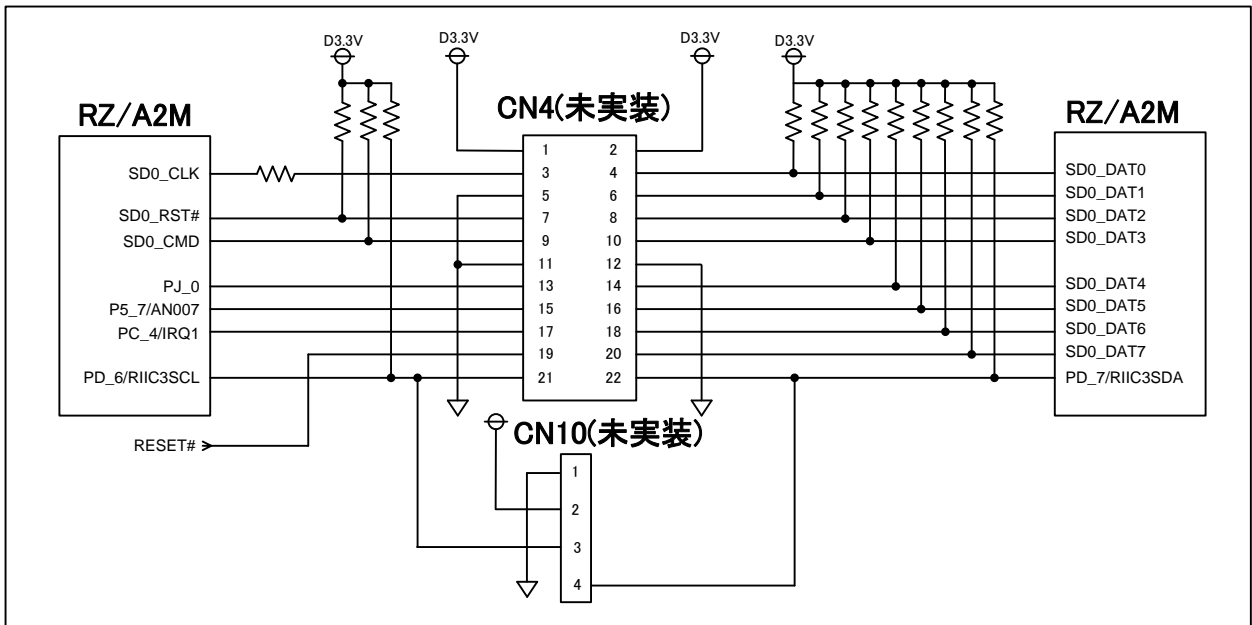 D3.3V
D3.3V
D3.3V
D3.3V
RZ/A2M
CN4(未実装)
RZ/A2M
1 2
SD0_CLK 3 4 SD0_DAT0
5 6 SD0_DAT1
SD0_RST# 7 8 SD0_DAT2
SD0_CMD 9 10 SD0_DAT3
11 12
PJ_0 13 14 SD0_DAT4
P5_7/AN007 15 16 SD0_DAT5
PC_4/IRQ1 17 18 SD0_DAT6
19 20 SD0_DAT7
PD_6/RIIC3SCL 21 22 PD_7/RIIC3SDA
RESET#
CN10(未実装)
1
2
3
4